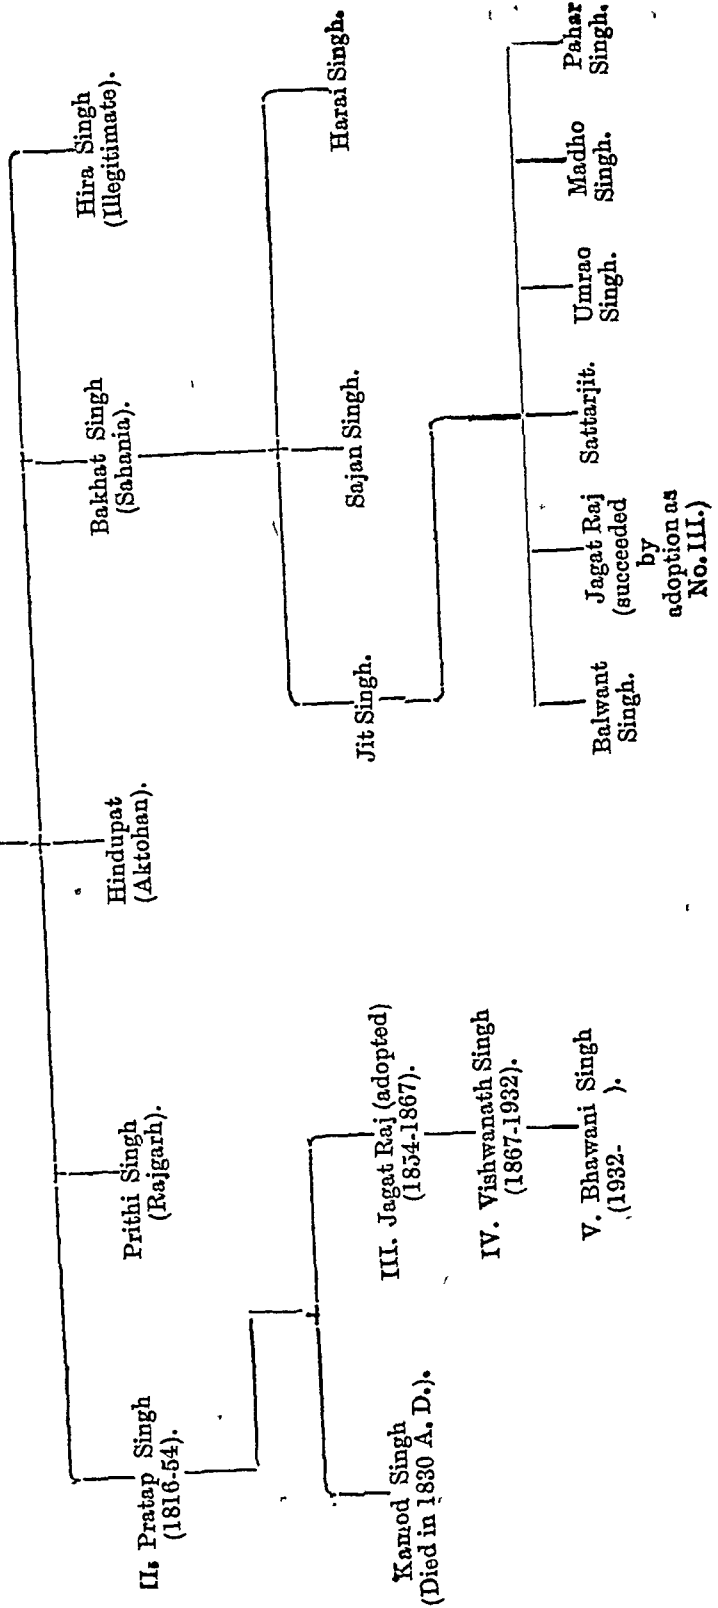 II. Pratap Singh
(1816-54).
Prithi Singh
(Rajgarh).
Hindupat
(Aktohan).
Bakhat Singh
(Sahania).
Hira Singh
(Illegitimate).
Kamod Singh
(Died in 1830 A. D.).
III. Jagat Raj (adopted)
(1854-1867).
IV. Vishwanath Singh
(1867-1932).
V. Bhawani Singh
(1932- ).
Jit Singh.
Sajan Singh.
Harai Singh.
Balwant
Singh.
Jagat Raj
(succeeded
by
adoption as
No. III.)
Sattarjit.
Umrao
Singh.
Madho
Singh.
Pahar
Singh.